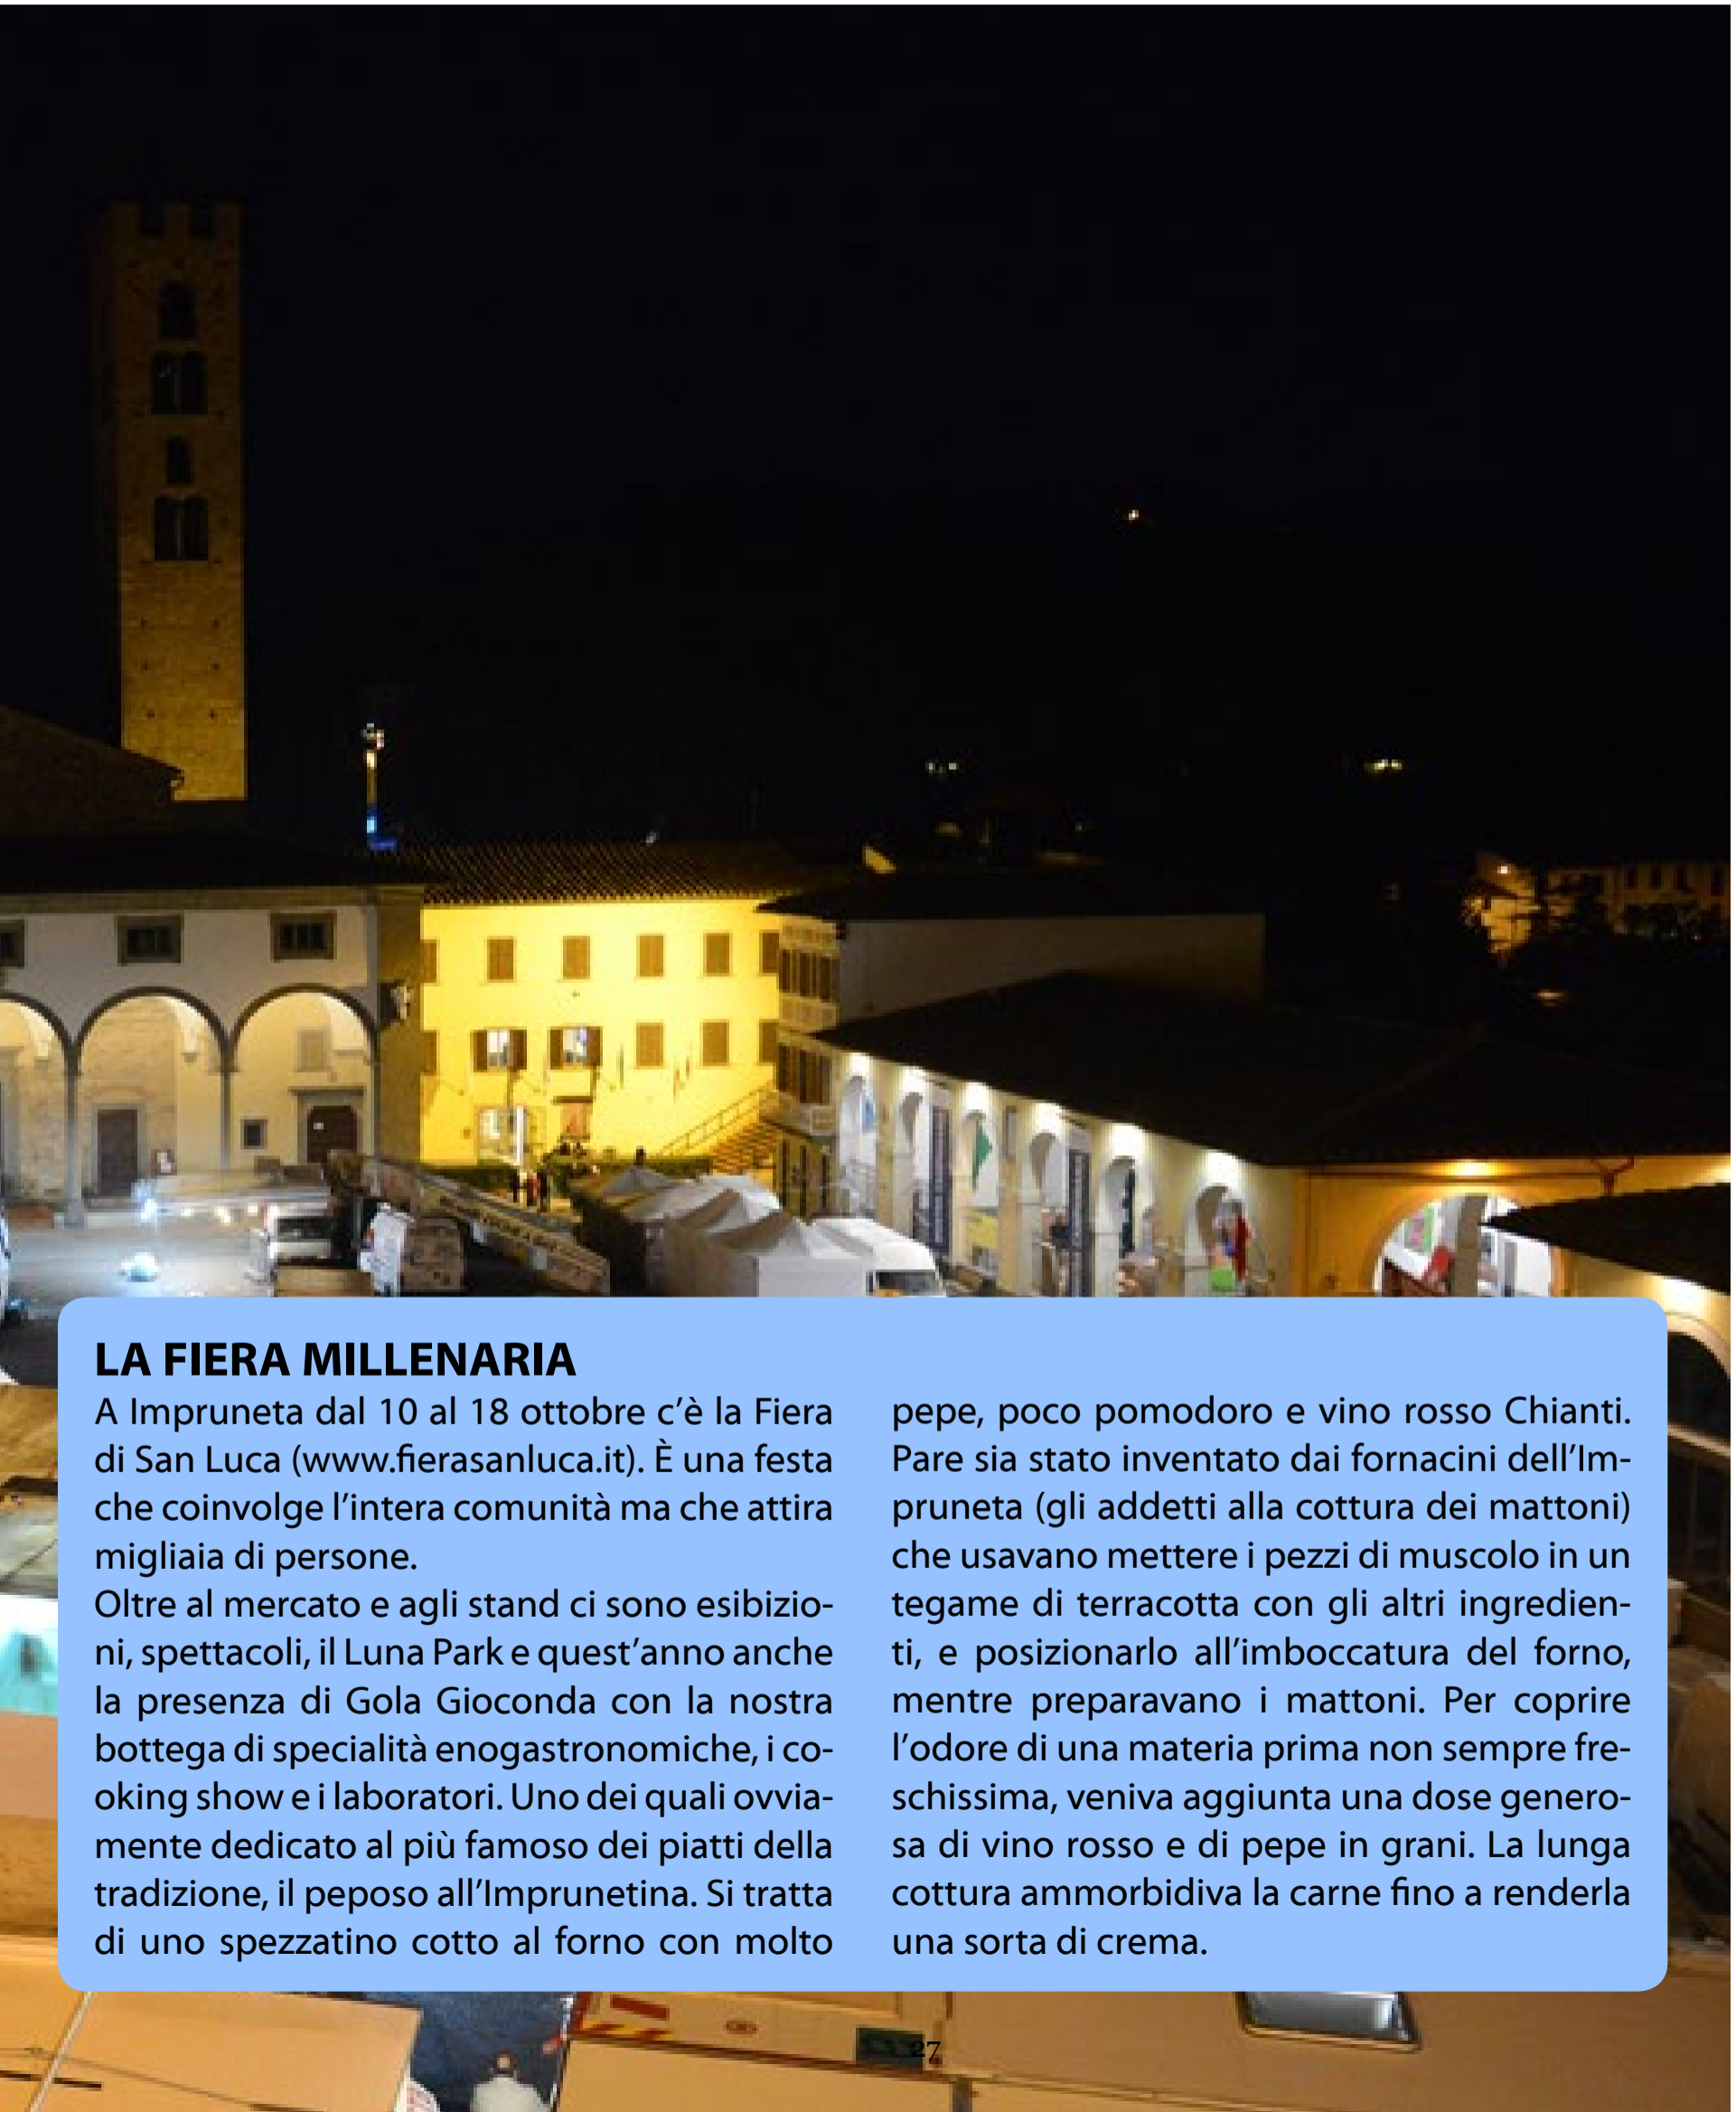 LA FIERA MILLENARIA
A Impruneta dal 10 al 18 ottobre c’è la Fiera
di San Luca (www.fierasanluca.it). È una festa
che coinvolge l’intera comunità ma che attira
migliaia di persone.
Oltre al mercato e agli stand ci sono esibizio-
ni, spettacoli, il Luna Park e quest’anno anche
la presenza di Gola Gioconda con la nostra
bottega di specialità enogastronomiche, i co-
oking show e i laboratori. Uno dei quali ovvia-
mente dedicato al più famoso dei piatti della
tradizione, il peposo all’Imprunetina. Si tratta
di uno spezzatino cotto al forno con molto
pepe, poco pomodoro e vino rosso Chianti.
Pare sia stato inventato dai fornacini dell’Im-
pruneta (gli addetti alla cottura dei mattoni)
che usavano mettere i pezzi di muscolo in un
tegame di terracotta con gli altri ingredien-
ti, e posizionarlo all’imboccatura del forno,
mentre preparavano i mattoni. Per coprire
l’odore di una materia prima non sempre fre-
schissima, veniva aggiunta una dose genero-
sa di vino rosso e di pepe in grani. La lunga
cottura ammorbidiva la carne fino a renderla
una sorta di crema.
27